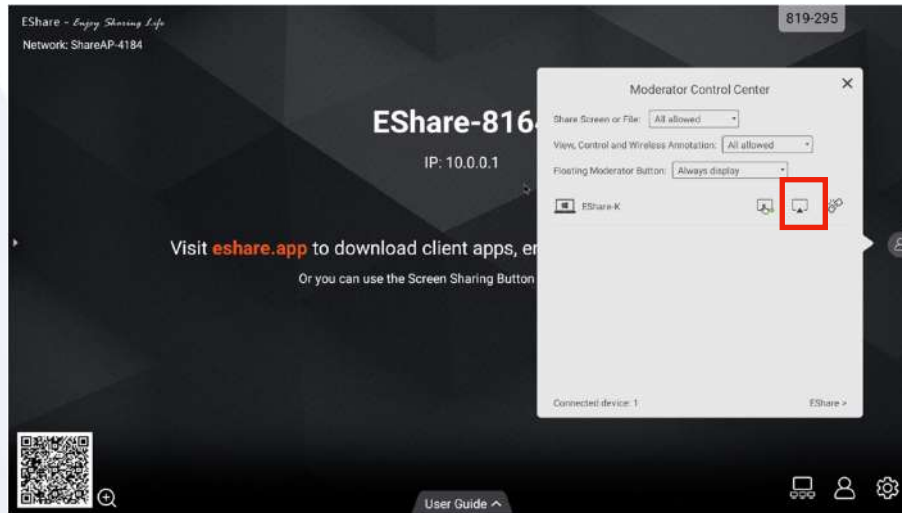 EShare - Enjoy Sharing Life
819-295
Network: ShareAP-4184
EShare-816
IP: 10.0.0.1
Visit eshare.app to download client apps,
Or you can use the Screen Sharing Button
Moderator Control Center
Share Screen or File: All allowed
View, Control and Wireless Annotation: All allowed
Floating Moderator Button: Always display
EShare-K
Connected device: 1
EShare >
User Guide